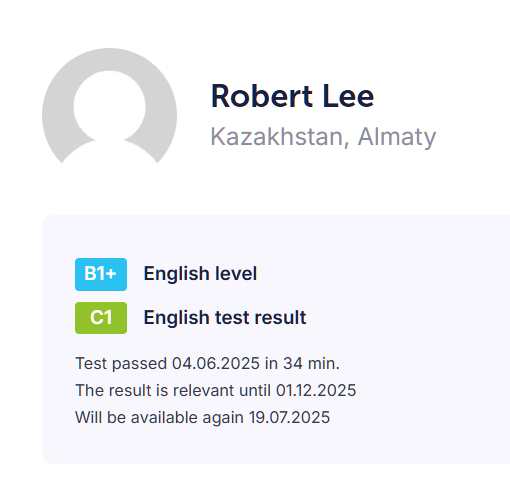 Robert Lee
Kazakhstan, Almaty
B1+ English level
C1 English test result
Test passed 04.06.2025 in 34 min.
The result is relevant until 01.12.2025
Will be available again 19.07.2025